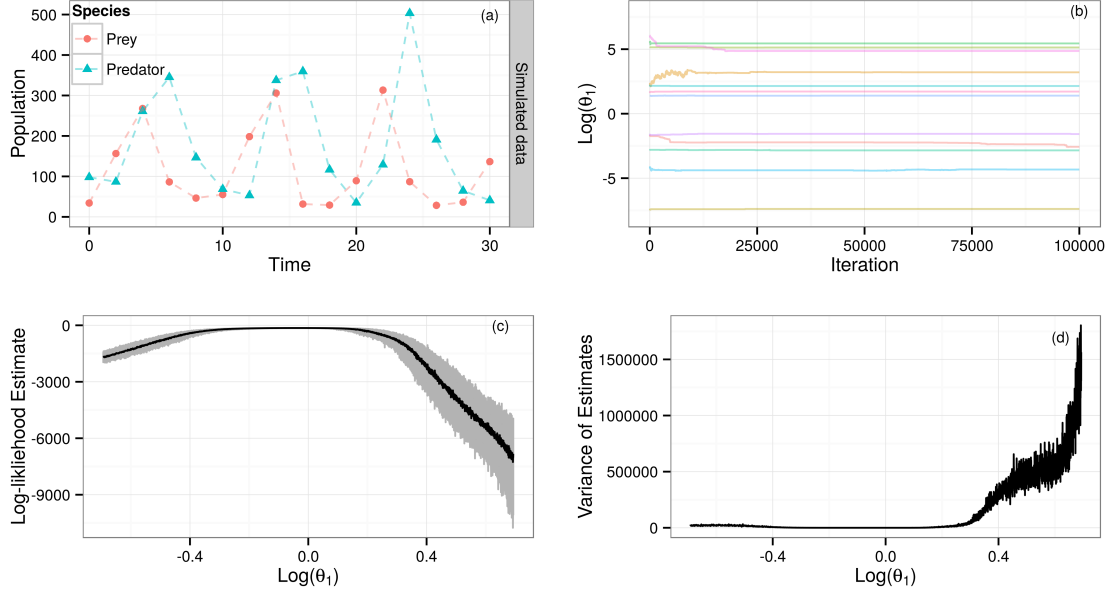 Species
Prey
Predator
(a)
500
400
300
200
100
0
Population
0 10 20 30
Time
Simulated data
(b)
5
0
-5
Log(θ1)
0 25000 50000 75000 100000
Iteration
(c)
0
-3000
-6000
-9000
Log-likliehood Estimate
-0.4 0.0 0.4
Log(θ1)
(d)
1500000
1000000
500000
0
Variance of Estimates
-0.4 0.0 0.4
Log(θ1)